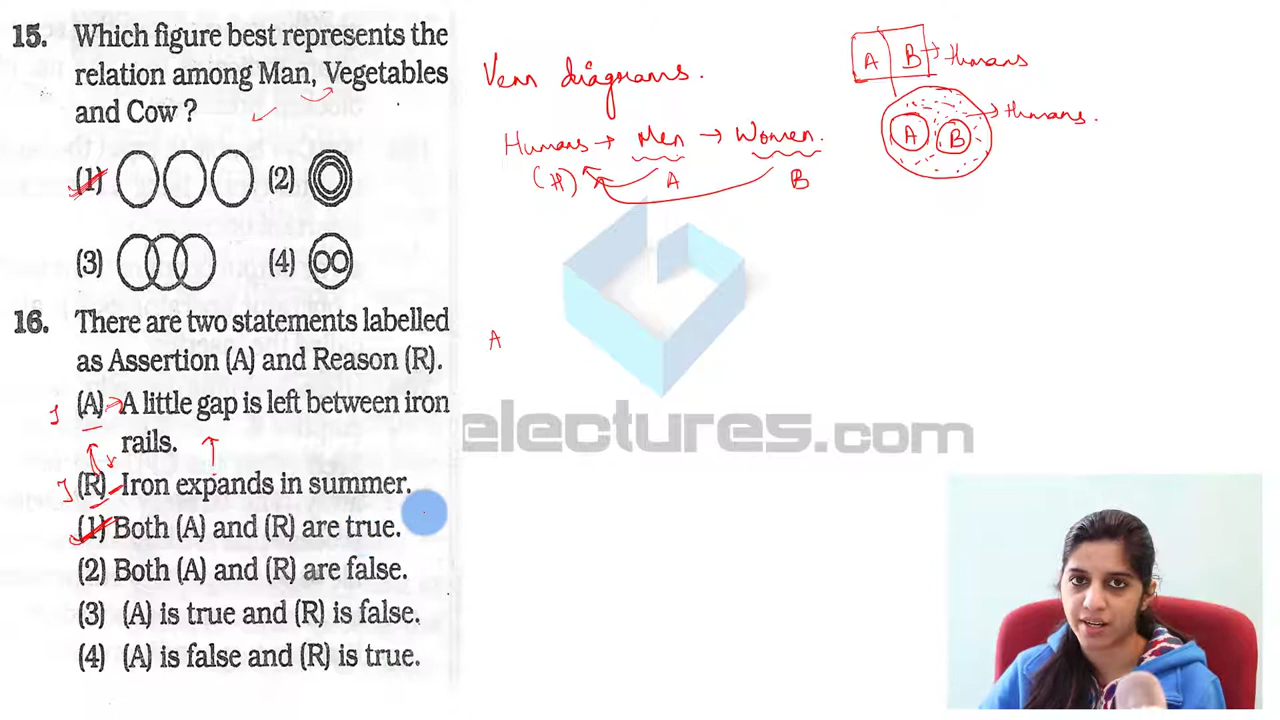 15. Which figure best represents the
relation among Man, Vegetables
and Cow ?
(1) (2)
(3) (4)
16. There are two statements labelled
as Assertion (A) and Reason (R).
(A) A little gap is left between iron
rails.
(R) Iron expands in summer.
(1) Both (A) and (R) are true.
(2) Both (A) and (R) are false.
(3) (A) is true and (R) is false.
(4) (A) is false and (R) is true.
Venn diagrams.
Humans → Men → Women.
(H) A B
A B → Humans
A B → Humans.
A
electures.com